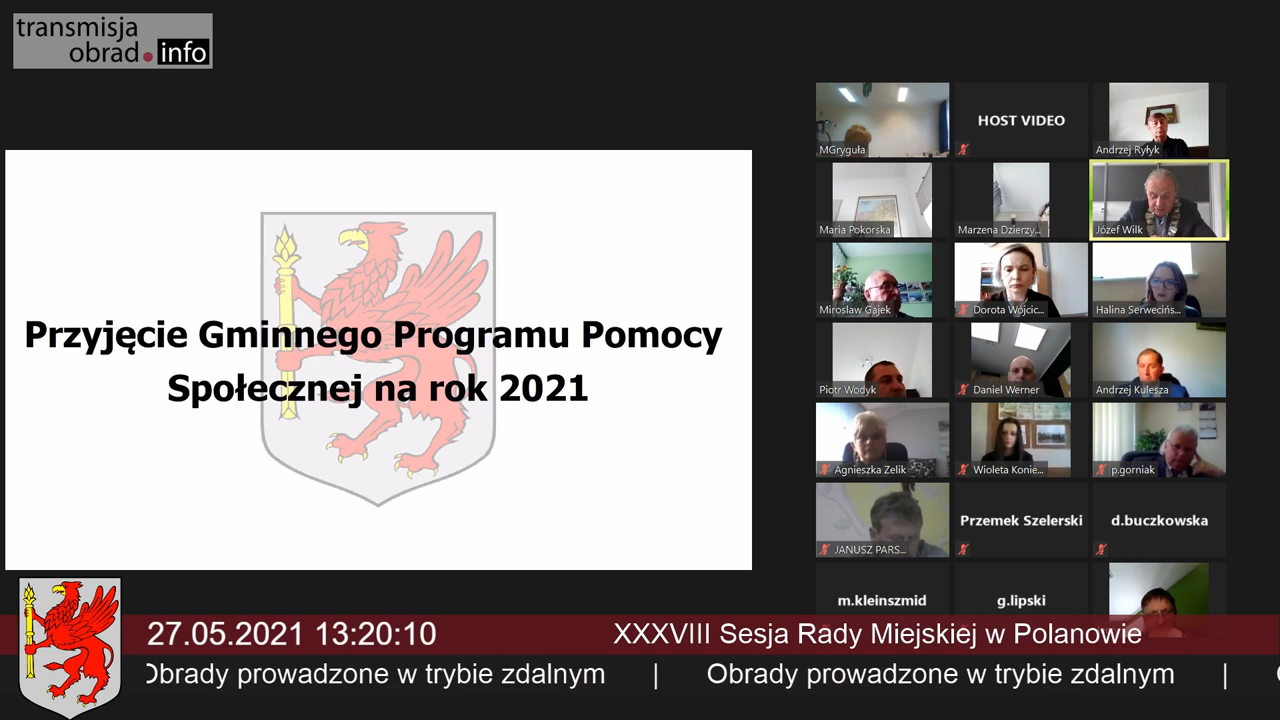 transmisja
obrad.info
MGryguła
HOST VIDEO
Andrzej Ryłyk
Maria Pokorska
Marzena Dzierzy...
Józef Wilk
Mirosław Gajek
Dorota Wójcic...
Halina Serwecińs...
Piotr Wodyk
Daniel Werner
Andrzej Kulesza
Agnieszka Zelik
Wioleta Konie...
p.gorniak
JANUSZ PARS...
Przemek Szelerski
d.buczkowska
m.kleinszmid
g.lipski
Przyjęcie Gminnego Programu Pomocy
Społecznej na rok 2021
27.05.2021 13:20:10
XXXVIII Sesja Rady Miejskiej w Polanowie
Obrady prowadzone w trybie zdalnym | Obrady prowadzone w trybie zdalnym |